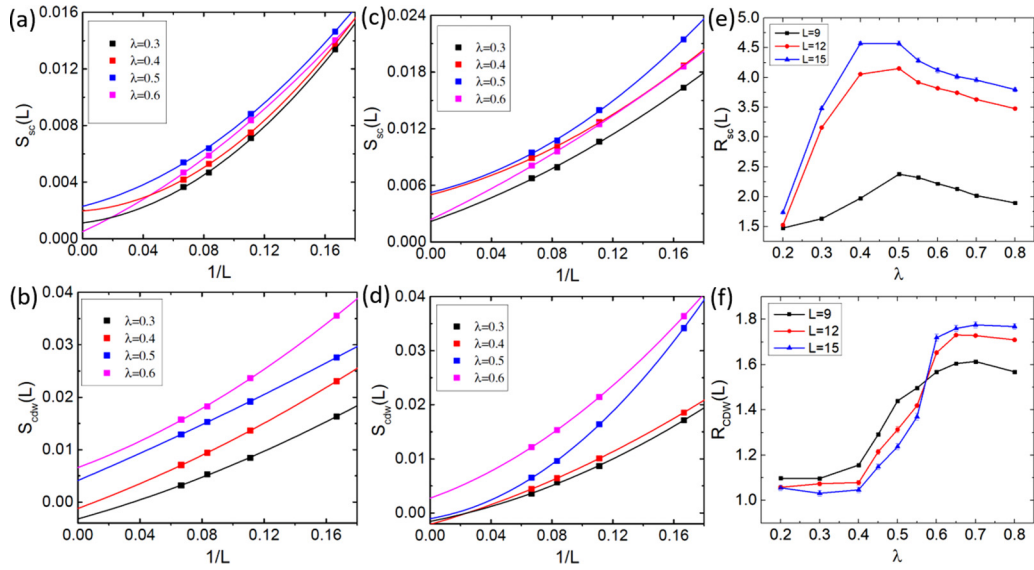 (a)
0.016
0.012
0.008
0.004
0.000
S_sc(L)
λ=0.3
λ=0.4
λ=0.5
λ=0.6
0.00 0.04 0.08 0.12 0.16
1/L
(c)
0.024
0.018
0.012
0.006
0.000
S_sc(L)
λ=0.3
λ=0.4
λ=0.5
λ=0.6
0.00 0.04 0.08 0.12 0.16
1/L
(e)
5.0
4.5
4.0
3.5
3.0
2.5
2.0
1.5
R_sc(L)
L=9
L=12
L=15
0.2 0.3 0.4 0.5 0.6 0.7 0.8
λ
(b)
0.04
0.03
0.02
0.01
0.00
S_cdw(L)
λ=0.3
λ=0.4
λ=0.5
λ=0.6
0.00 0.04 0.08 0.12 0.16
1/L
(d)
0.04
0.03
0.02
0.01
0.00
S_cdw(L)
λ=0.3
λ=0.4
λ=0.5
λ=0.6
0.00 0.04 0.08 0.12 0.16
1/L
(f)
1.8
1.6
1.4
1.2
1.0
R_CDW(L)
L=9
L=12
L=15
0.2 0.3 0.4 0.5 0.6 0.7 0.8
λ